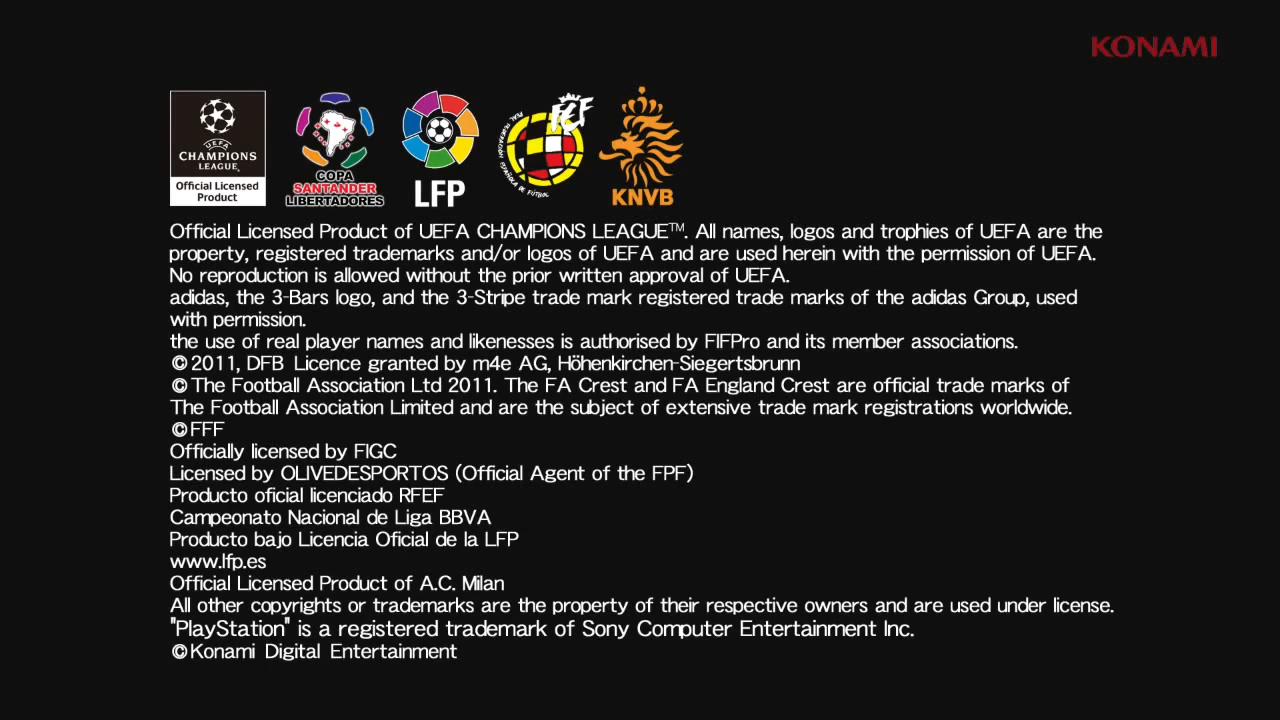 KONAMI
UEFA
CHAMPIONS
LEAGUE
Official Licensed
Product
COPA
SANTANDER
LIBERTADORES
LFP
FCF
REAL FEDERACIÓN ESPAÑOLA DE FÚTBOL
KNVB
Official Licensed Product of UEFA CHAMPIONS LEAGUE™. All names, logos and trophies of UEFA are the
property, registered trademarks and/or logos of UEFA and are used herein with the permission of UEFA.
No reproduction is allowed without the prior written approval of UEFA.
adidas, the 3-Bars logo, and the 3-Stripe trade mark registered trade marks of the adidas Group, used
with permission.
the use of real player names and likenesses is authorised by FIFPro and its member associations.
©2011, DFB Licence granted by m4e AG, Höhenkirchen-Siegertsbrunn
©The Football Association Ltd 2011. The FA Crest and FA England Crest are official trade marks of
The Football Association Limited and are the subject of extensive trade mark registrations worldwide.
©FFF
Officially licensed by FIGC
Licensed by OLIVEDESPORTOS (Official Agent of the FPF)
Producto oficial licenciado RFEF
Campeonato Nacional de Liga BBVA
Producto bajo Licencia Oficial de la LFP
www.lfp.es
Official Licensed Product of A.C. Milan
All other copyrights or trademarks are the property of their respective owners and are used under license.
"PlayStation" is a registered trademark of Sony Computer Entertainment Inc.
©Konami Digital Entertainment